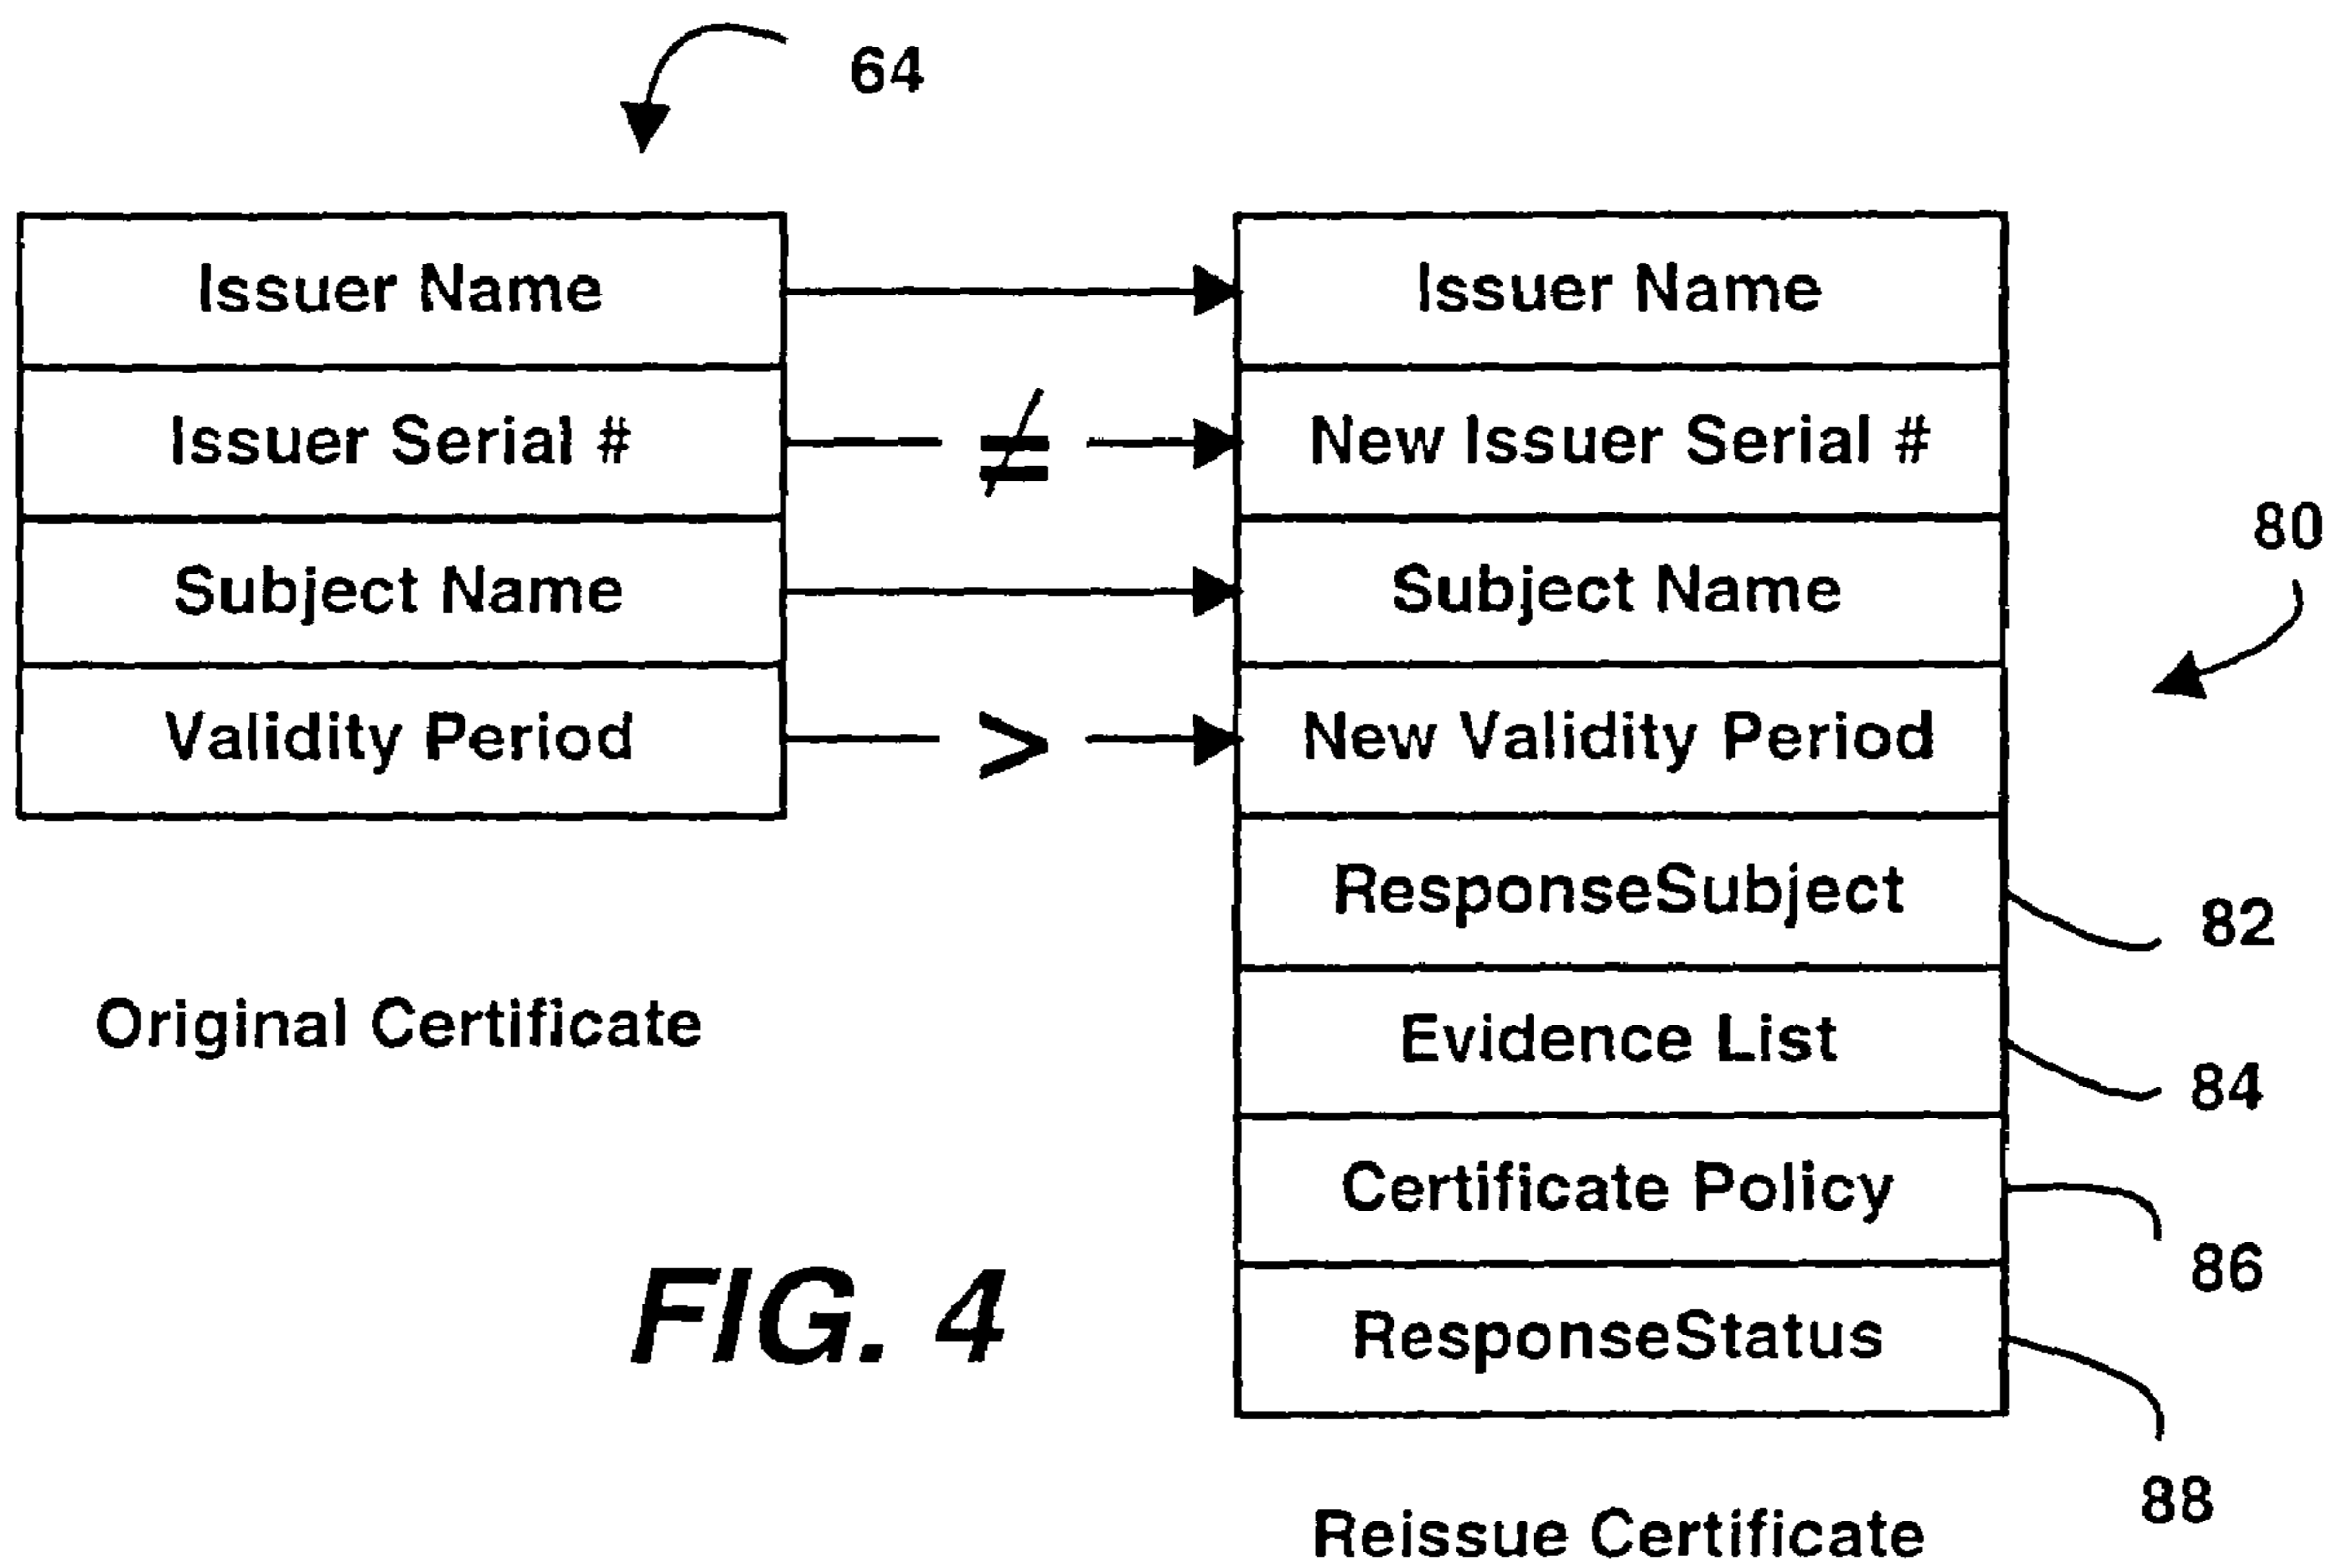 64
Issuer Name
Issuer Serial #
Subject Name
Validity Period
Original Certificate
≠
>
Issuer Name
New Issuer Serial #
Subject Name
New Validity Period
ResponseSubject
Evidence List
Certificate Policy
ResponseStatus
80
82
84
86
88
Reissue Certificate
FIG. 4